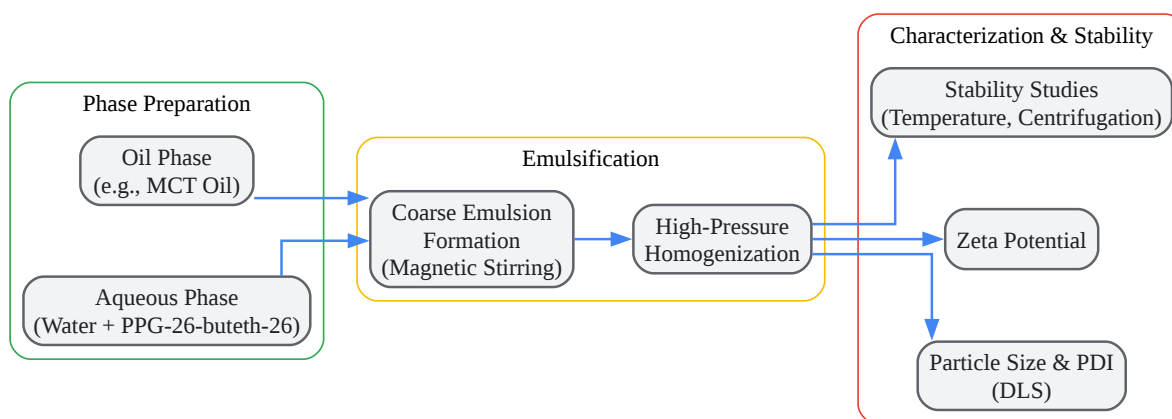 Phase Preparation
Oil Phase
(e.g., MCT Oil)
Aqueous Phase
(Water + PPG-26-buteth-26)
Emulsification
Coarse Emulsion
Formation
(Magnetic Stirring)
High-Pressure
Homogenization
Characterization & Stability
Stability Studies
(Temperature, Centrifugation)
Zeta Potential
Particle Size & PDI
(DLS)